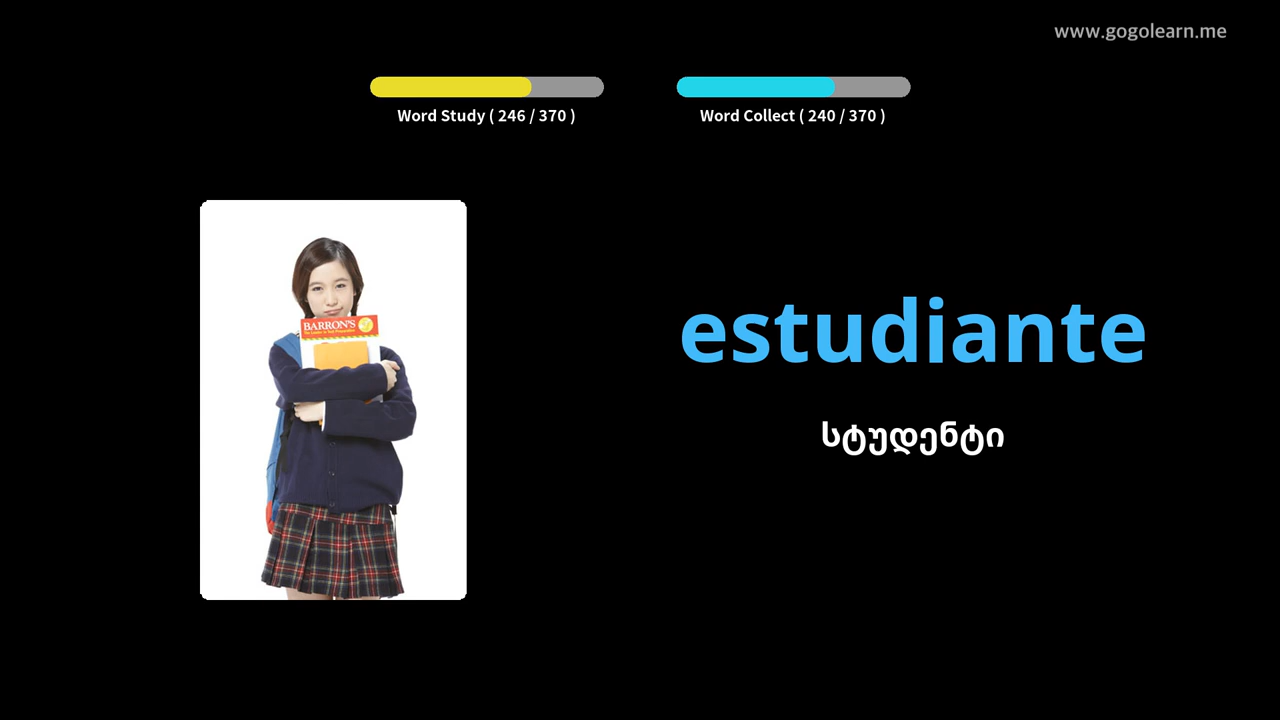 www.gogolearn.me
Word Study ( 246 / 370 )
Word Collect ( 240 / 370 )
BARRON'S
estudiante
სტუდენტი